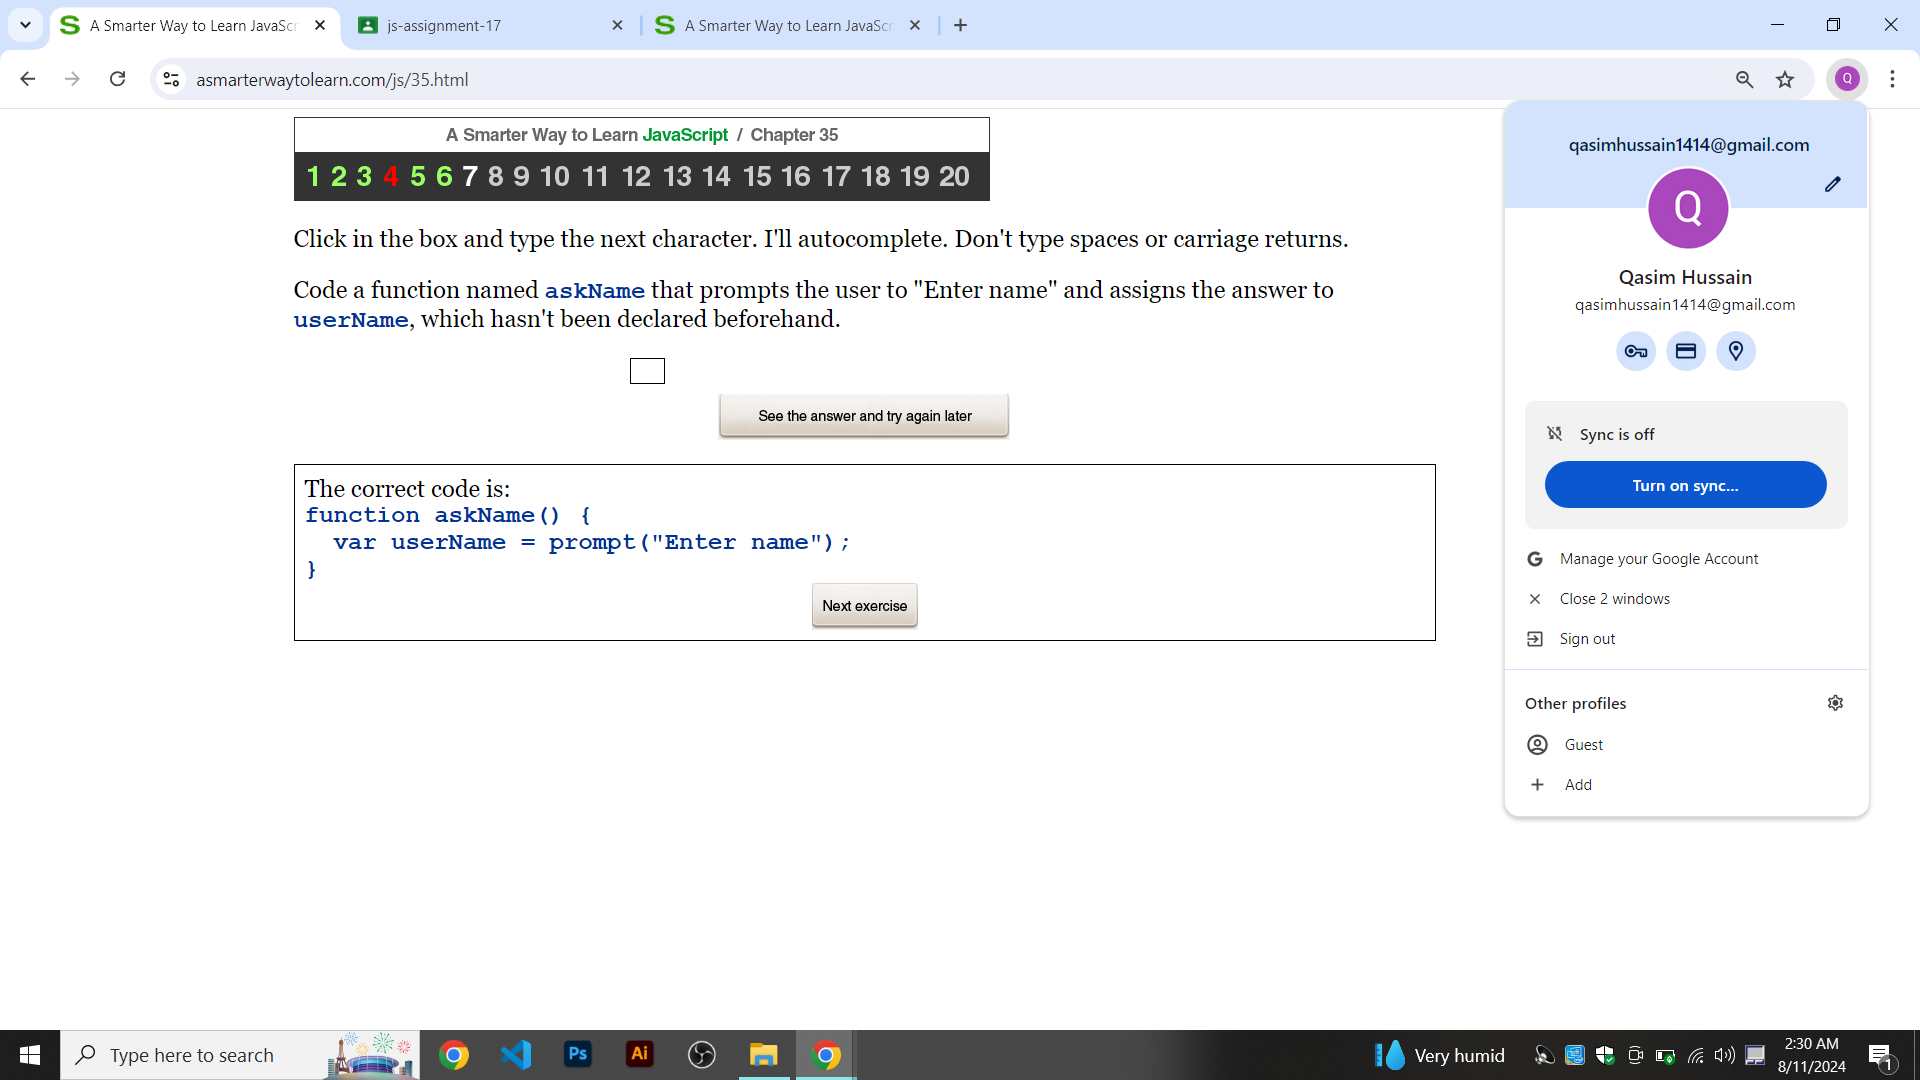 A Smarter Way to Learn JavaScr
js-assignment-17
A Smarter Way to Learn JavaScr
asmarterwaytolearn.com/js/35.html
Q
A Smarter Way to Learn JavaScript / Chapter 35
1 2 3 4 5 6 7 8 9 10 11 12 13 14 15 16 17 18 19 20
Click in the box and type the next character. I'll autocomplete. Don't type spaces or carriage returns.
Code a function named askName that prompts the user to "Enter name" and assigns the answer to
userName, which hasn't been declared beforehand.
See the answer and try again later
The correct code is:
function askName() {
var userName = prompt("Enter name");
}
Next exercise
qasimhussain1414@gmail.com
Q
Qasim Hussain
qasimhussain1414@gmail.com
Sync is off
Turn on sync...
Manage your Google Account
Close 2 windows
Sign out
Other profiles
Guest
Add
Type here to search
Ps
Ai
Very humid
2:30 AM
8/11/2024
1